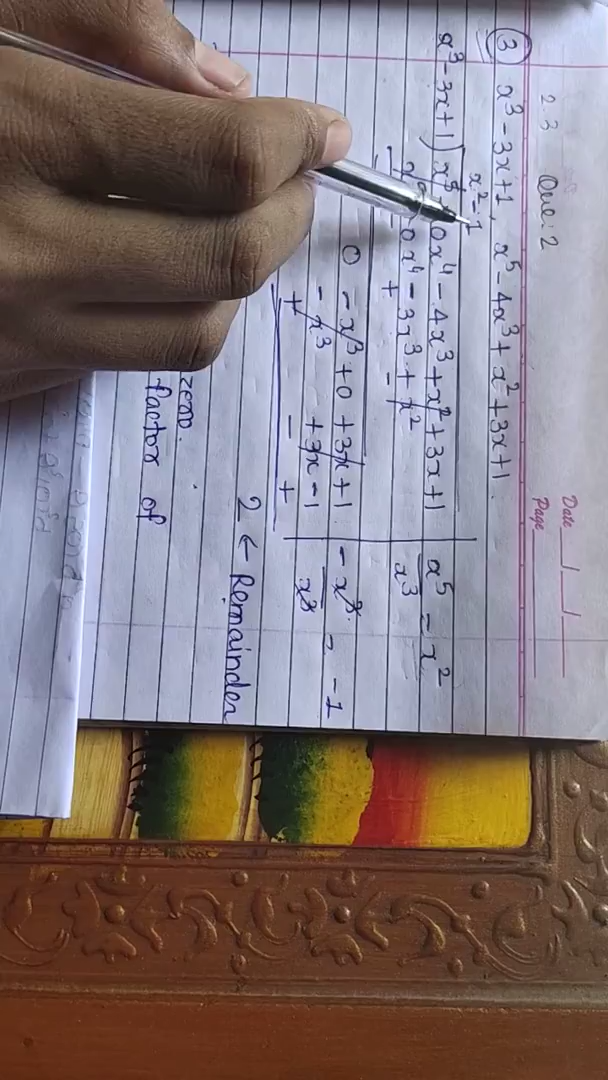 Date
Page
2.3 Que:2
③ x³ - 3x + 1, x⁵ - 4x³ + x² + 3x + 1.
x² - 1
x³ - 3x + 1 ) x⁵ 0x⁴ - 4x³ + x² + 3x + 1
0x⁴ - 3x³ + x²
+ -
x⁵/x³ = x²
0 - x³ + 0 + 3x + 1
- x³ + 3x - 1
+ - +
-x³/x³ = -1
2 ← Remainder
zero.
factor of